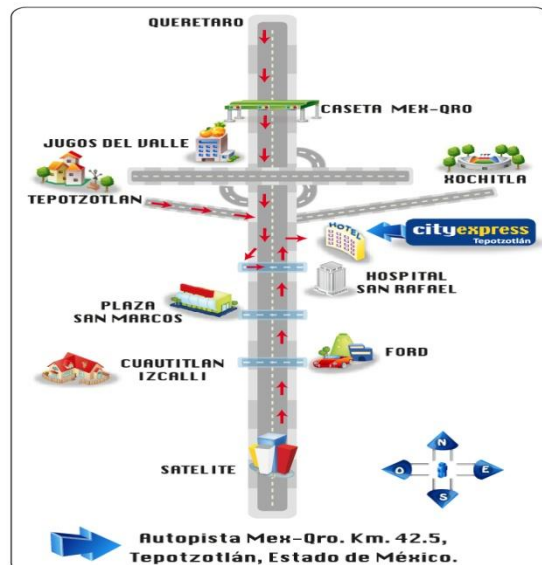 QUERETARO
CASETA MEX-QRO
JUGOS DEL VALLE
TEPOTZOTLAN
XOCHITLA
HOTEL
cityexpress
Tepotzotlán
HOSPITAL
SAN RAFAEL
PLAZA
SAN MARCOS
CUAUTITLAN
IZCALLI
FORD
SATELITE
N
O
E
S
Autopista Mex-Qro. Km. 42.5,
Tepotzotlán, Estado de México.